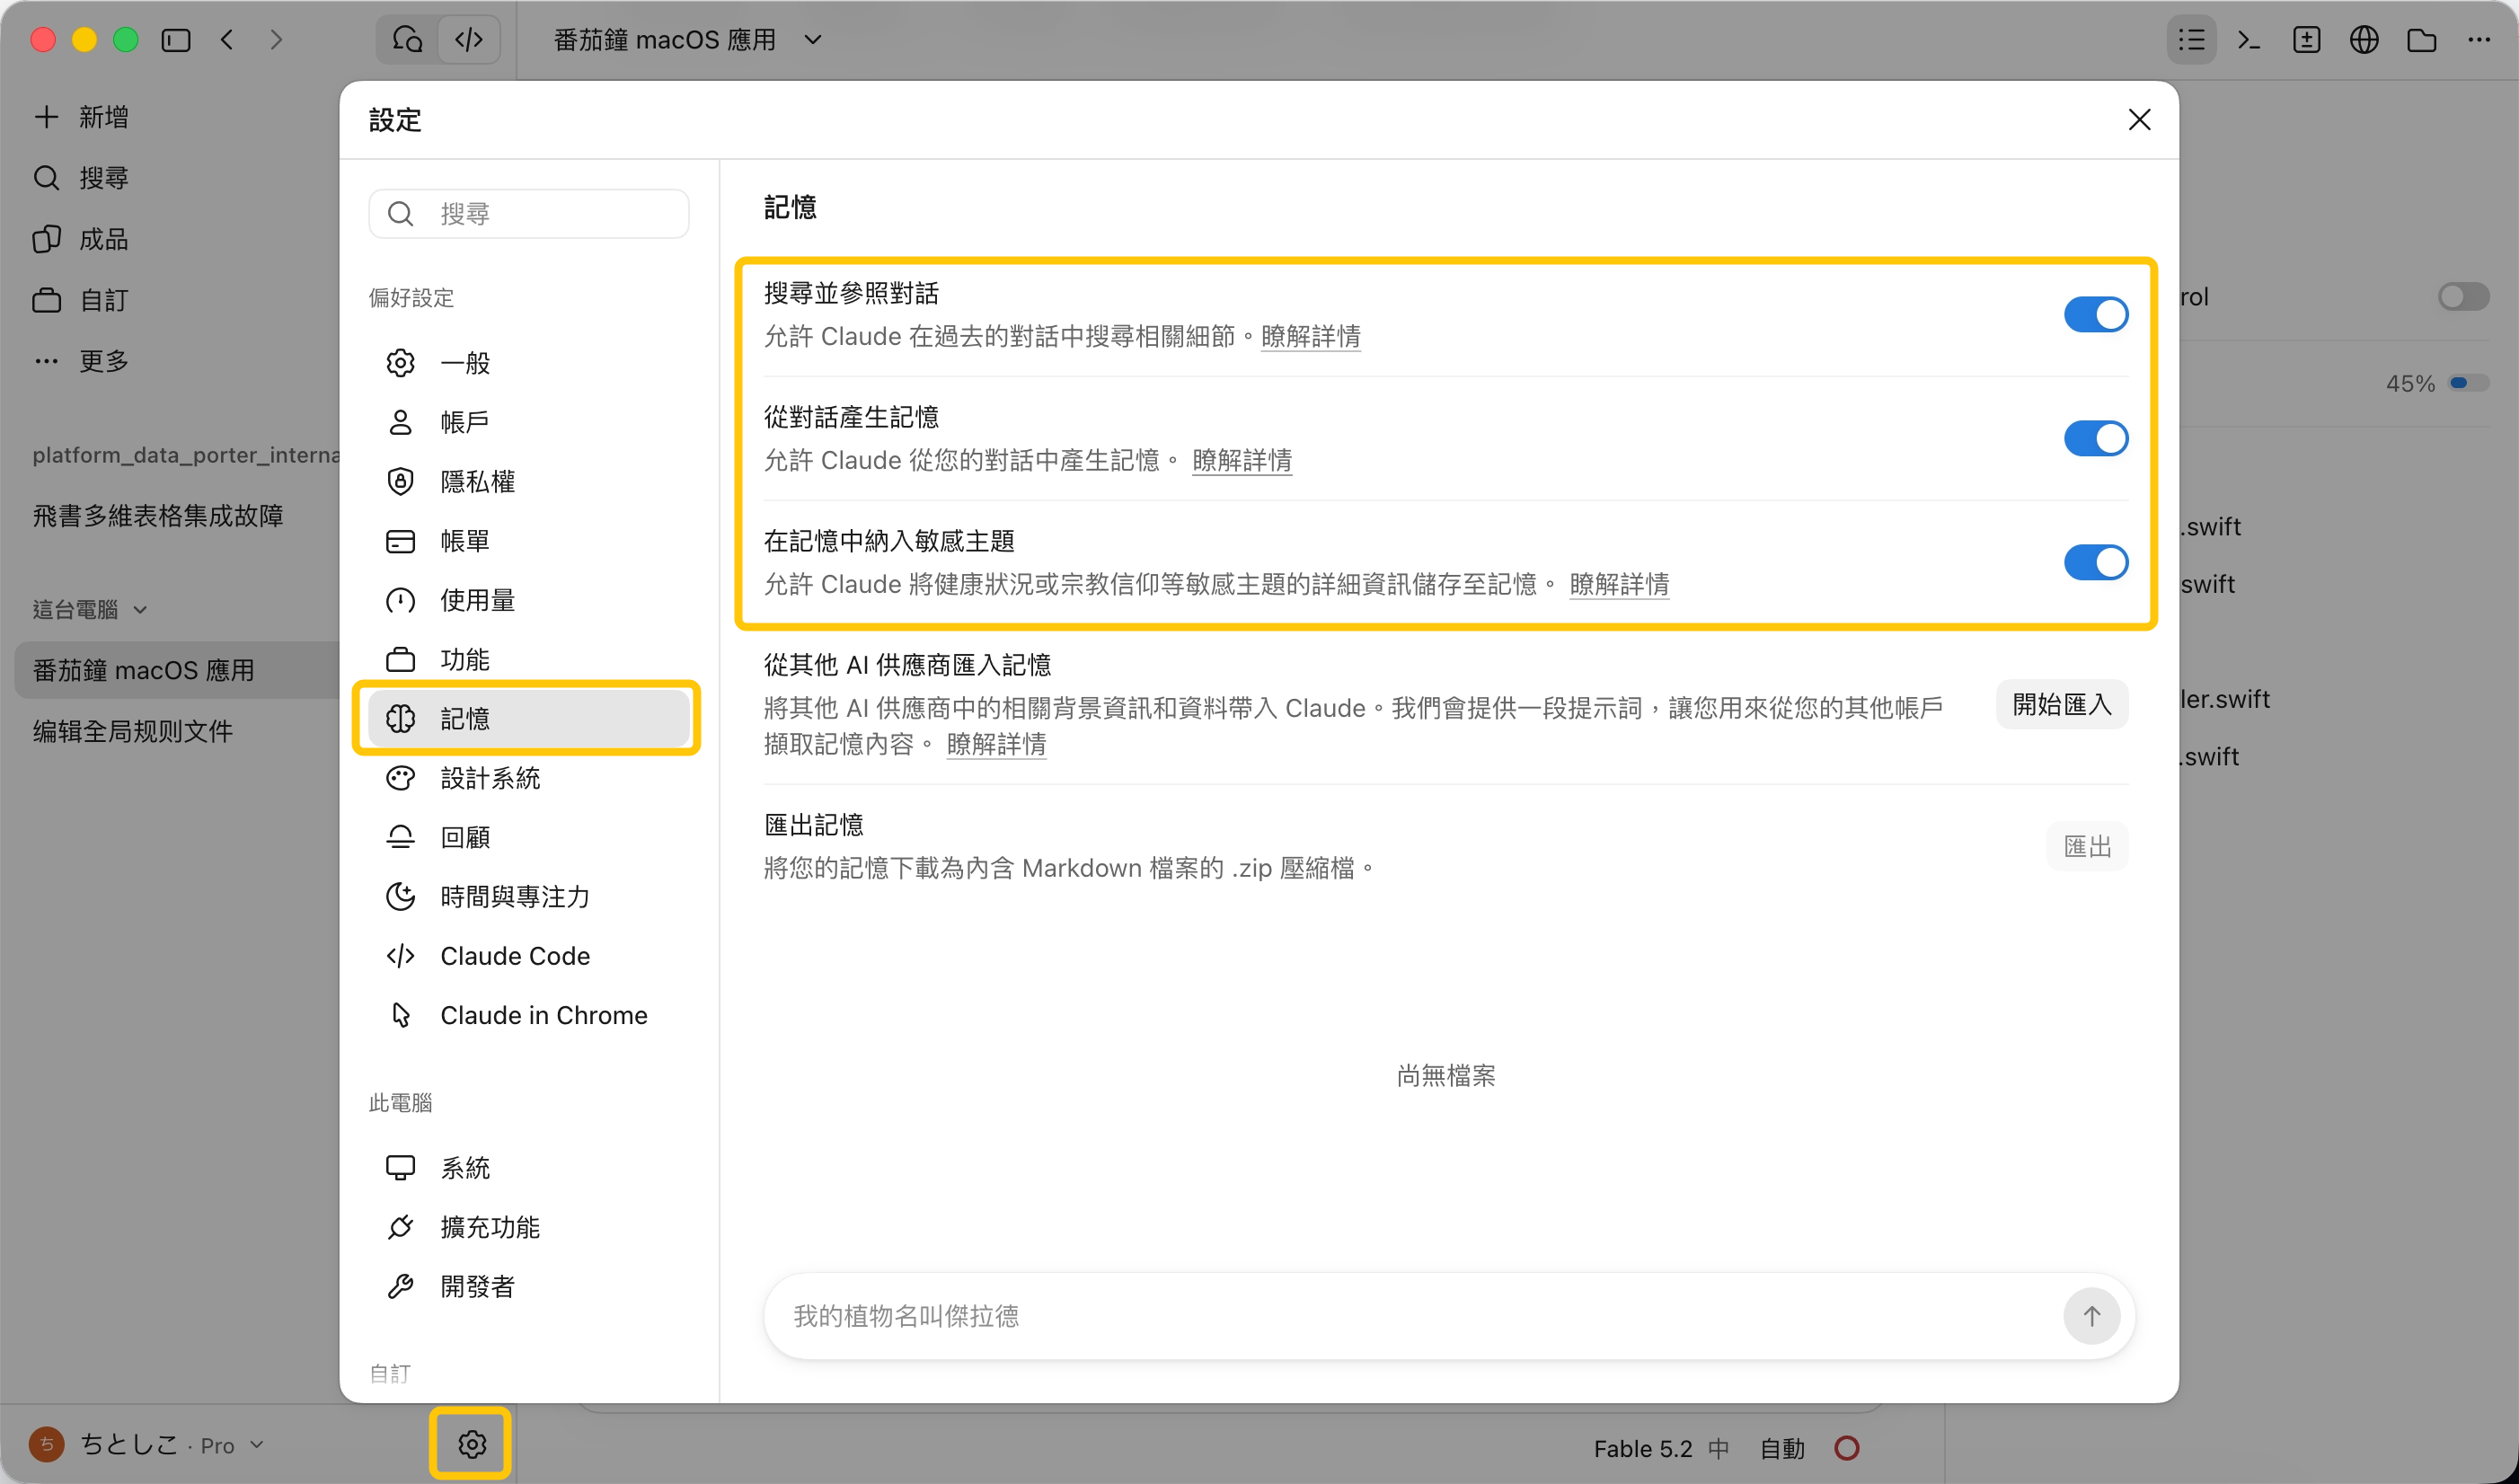 番茄鐘 macOS 應用
新增
搜尋
成品
自訂
更多
platform_data_porter_interna
飛書多維表格集成故障
這台電腦
番茄鐘 macOS 應用
编辑全局规则文件
ちとしこ · Pro
設定
搜尋
偏好設定
一般
帳戶
隱私權
帳單
使用量
功能
記憶
設計系統
回顧
時間與專注力
Claude Code
Claude in Chrome
此電腦
系統
擴充功能
開發者
自訂
記憶
搜尋並參照對話
允許 Claude 在過去的對話中搜尋相關細節。瞭解詳情
從對話產生記憶
允許 Claude 從您的對話中產生記憶。 瞭解詳情
在記憶中納入敏感主題
允許 Claude 將健康狀況或宗教信仰等敏感主題的詳細資訊儲存至記憶。 瞭解詳情
從其他 AI 供應商匯入記憶
將其他 AI 供應商中的相關背景資訊和資料帶入 Claude。我們會提供一段提示詞，讓您用來從您的其他帳戶
擷取記憶內容。 瞭解詳情
開始匯入
匯出記憶
將您的記憶下載為內含 Markdown 檔案的 .zip 壓縮檔。
匯出
尚無檔案
我的植物名叫傑拉德
rol
45%
.swift
swift
ler.swift
.swift
Fable 5.2 中 自動
ち